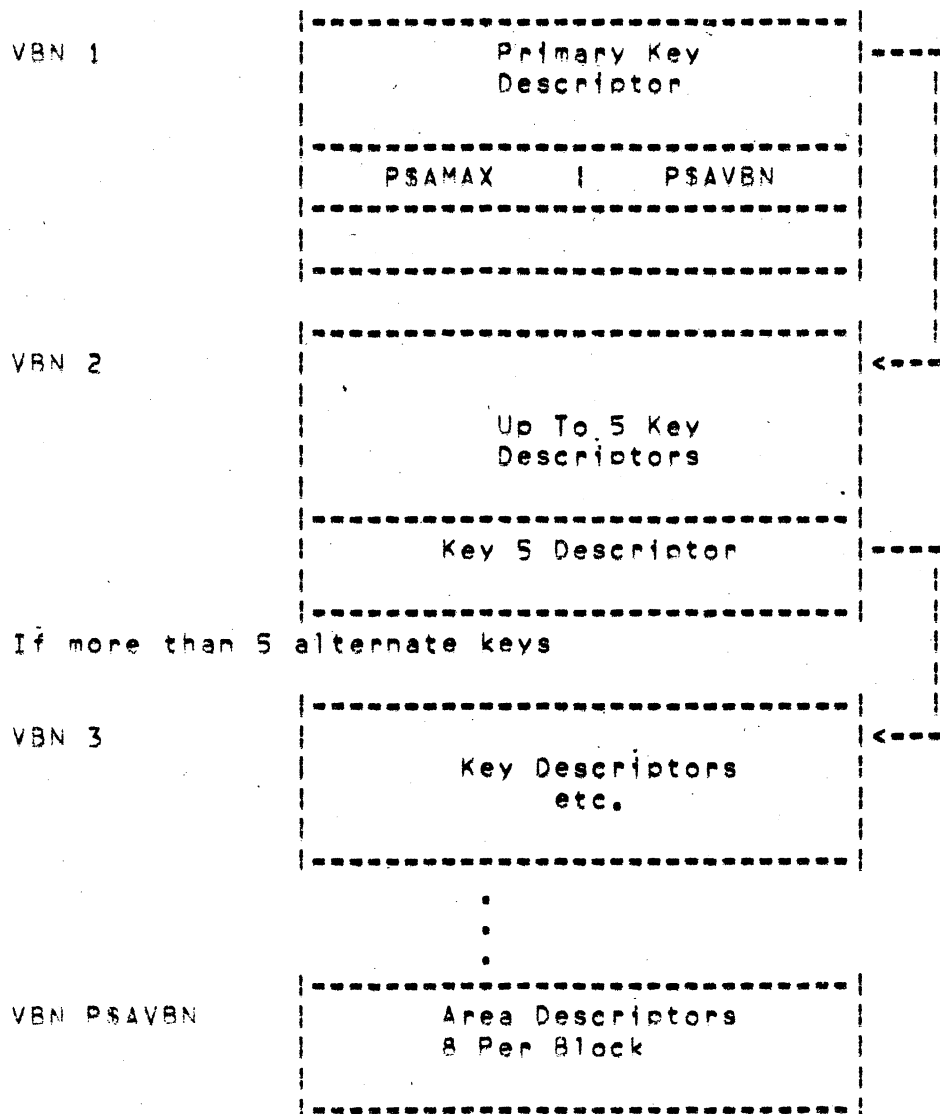 VBN 1 Primary Key
Descriptor
P$AMAX | P$AVBN
VBN 2
Up To 5 Key
Descriptors
Key 5 Descriptor
If more than 5 alternate keys
VBN 3
Key Descriptors
etc.
VBN P$AVBN Area Descriptors
8 Per Block